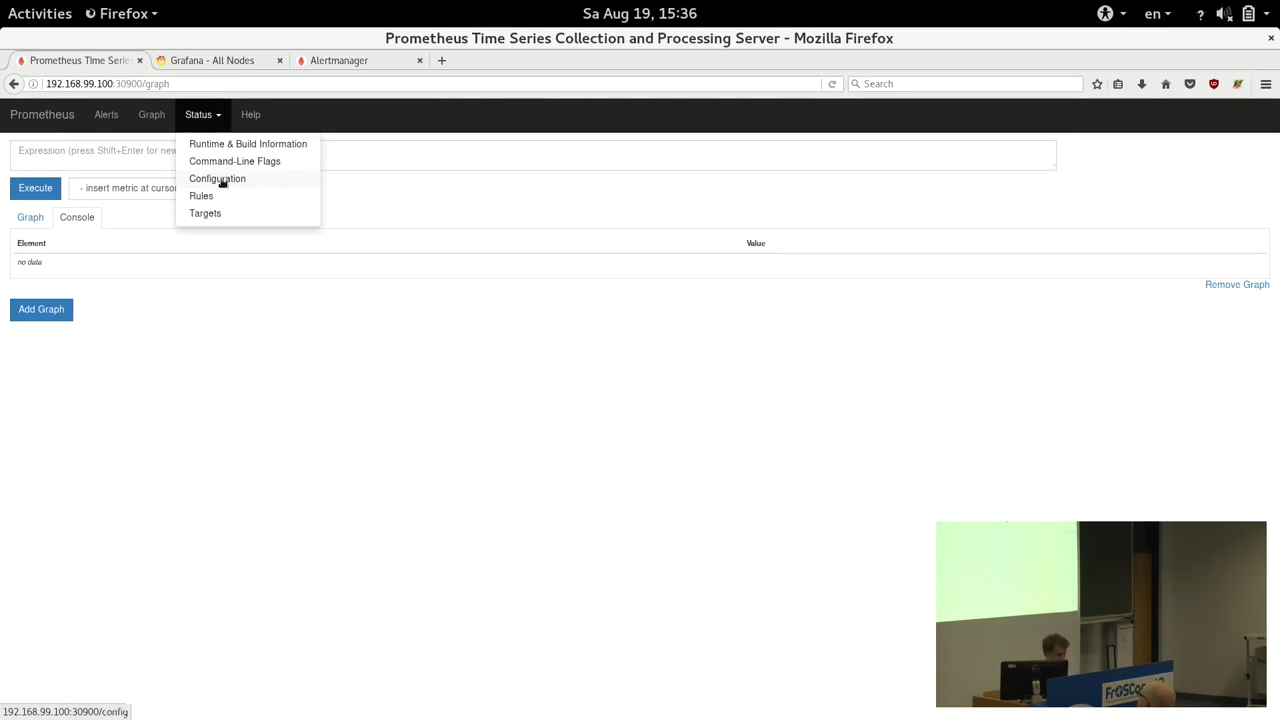 Activities Firefox Sa Aug 19, 15:36 en ?
Prometheus Time Series Collection and Processing Server - Mozilla Firefox
Prometheus Time Series Grafana - All Nodes Alertmanager
192.168.99.100:30900/graph Search
Prometheus Alerts Graph Status Help
Runtime & Build Information
Command-Line Flags
Configuration
Rules
Targets
Expression (press Shift+Enter for new
Execute - insert metric at cursor
Graph Console
Element Value
no data
Remove Graph
Add Graph
192.168.99.100:30900/config